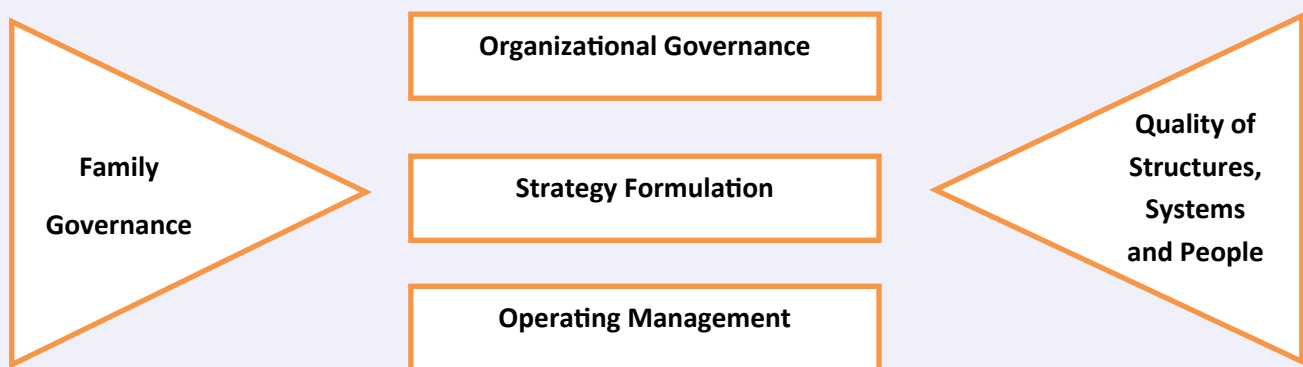 Family
Governance
Organizational Governance
Strategy Formulation
Operating Management
Quality of
Structures,
Systems
and People